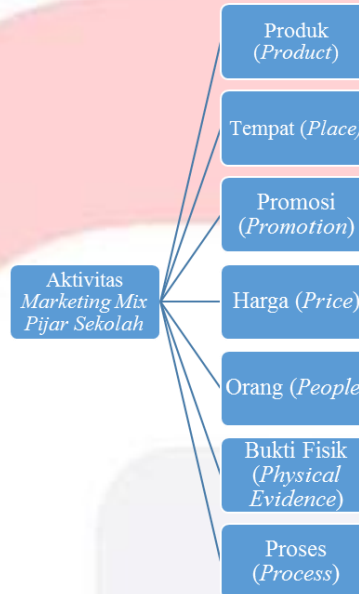 Produk
(Product)
Tempat (Place)
Promosi
(Promotion)
Aktivitas
Marketing Mix
Pijar Sekolah
Harga (Price)
Orang (People
Bukti Fisik
(Physical
Evidence)
Proses
(Process)